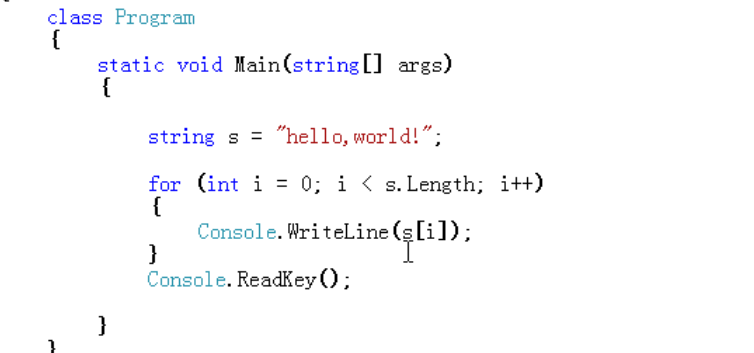 class Program
{
static void Main(string[] args)
{
string s = "hello,world!";
for (int i = 0; i < s.Length; i++)
{
Console.WriteLine(s[i]);
}
Console.ReadKey();
}
}